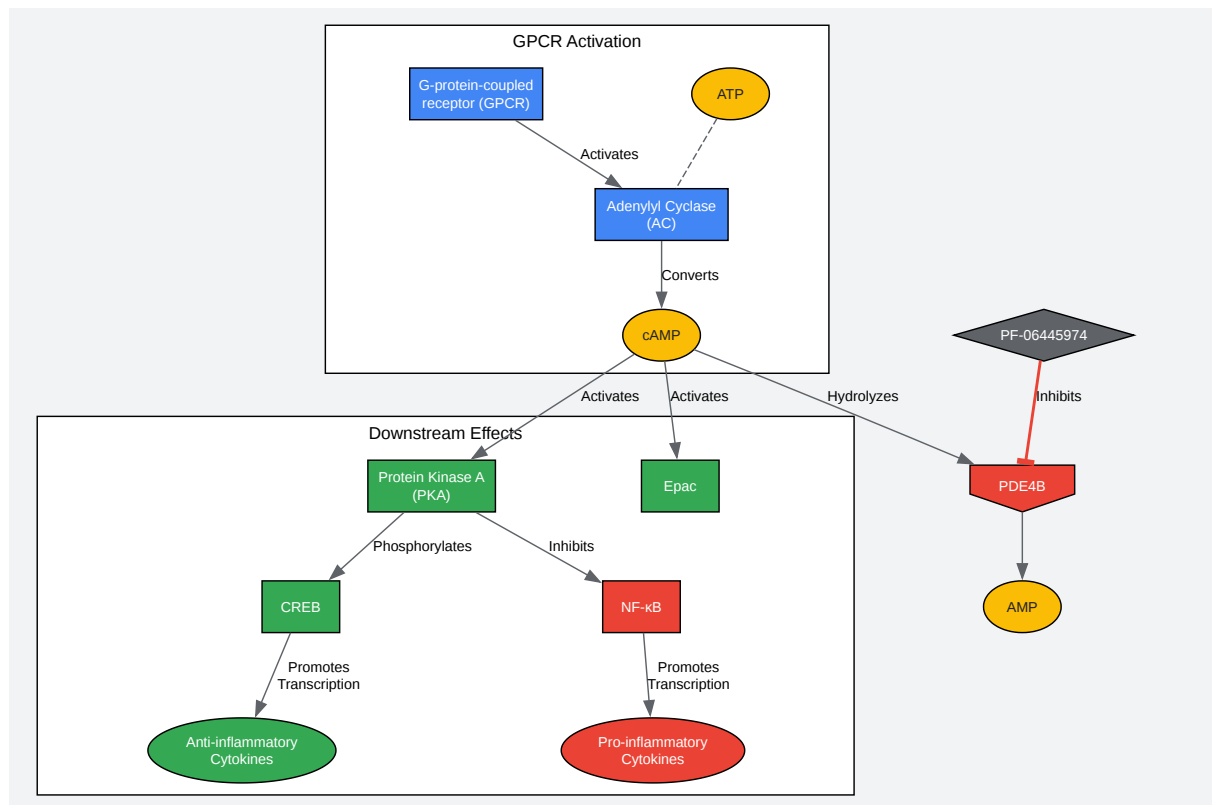 GPCR Activation
G-protein-coupled
receptor (GPCR)
ATP
Activates
Adenylyl Cyclase
(AC)
Converts
cAMP
PF-06445974
Activates
Activates
Hydrolyzes
Inhibits
Downstream Effects
Protein Kinase A
(PKA)
Epac
PDE4B
Phosphorylates
Inhibits
CREB
NF-κB
AMP
Promotes
Transcription
Promotes
Transcription
Anti-inflammatory
Cytokines
Pro-inflammatory
Cytokines